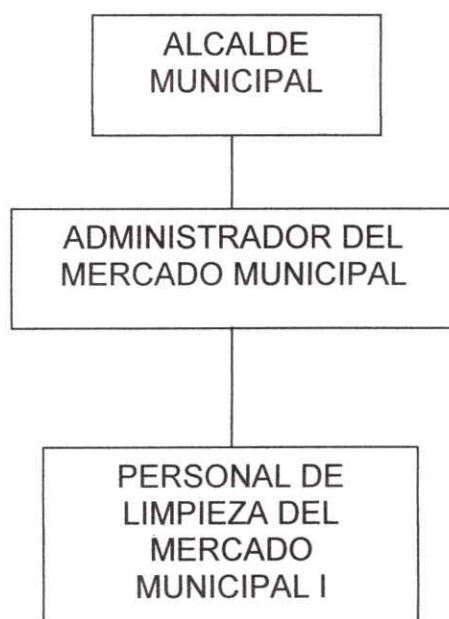 ALCALDE
MUNICIPAL
ADMINISTRADOR DEL
MERCADO MUNICIPAL
PERSONAL DE
LIMPIEZA DEL
MERCADO
MUNICIPAL I